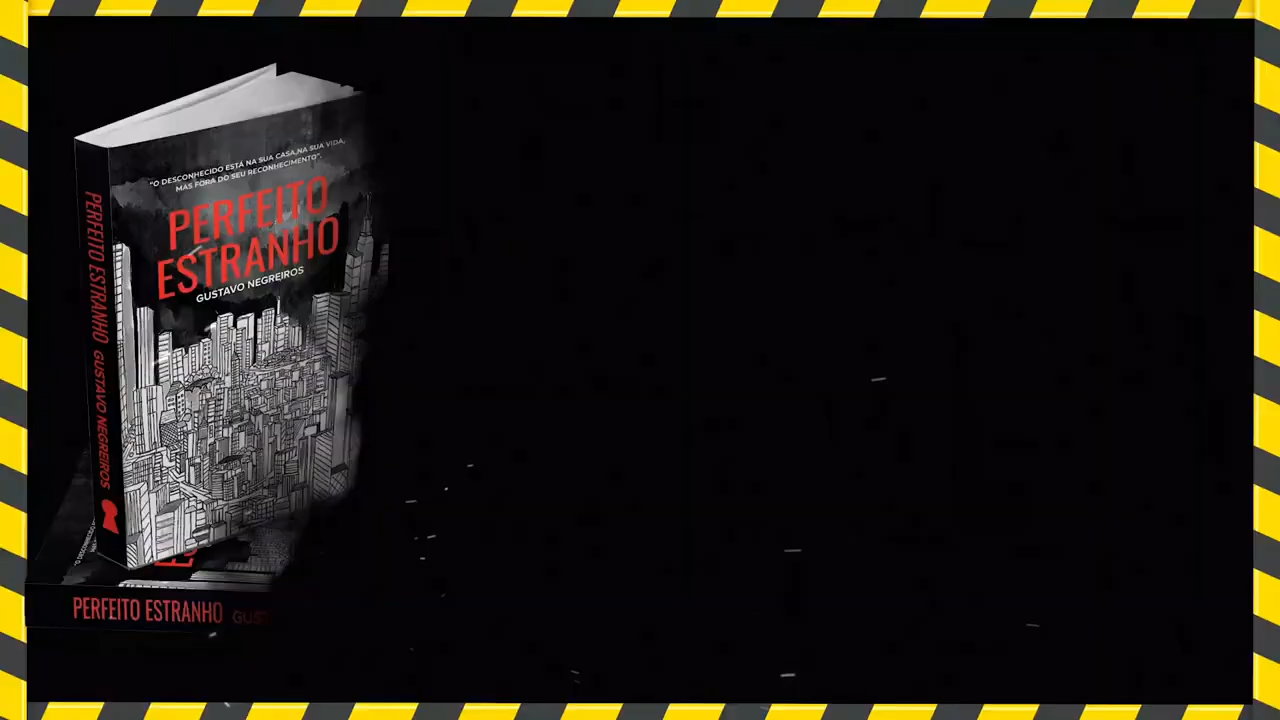 "O DESCONHECIDO ESTÁ NA SUA CASA,NA SUA VIDA,
MAS FORA DO SEU RECONHECIMENTO".
PERFEITO
ESTRANHO
GUSTAVO NEGREIROS
PERFEITO ESTRANHO GUSTAVO NEGREIROS
PERFEITO ESTRANHO